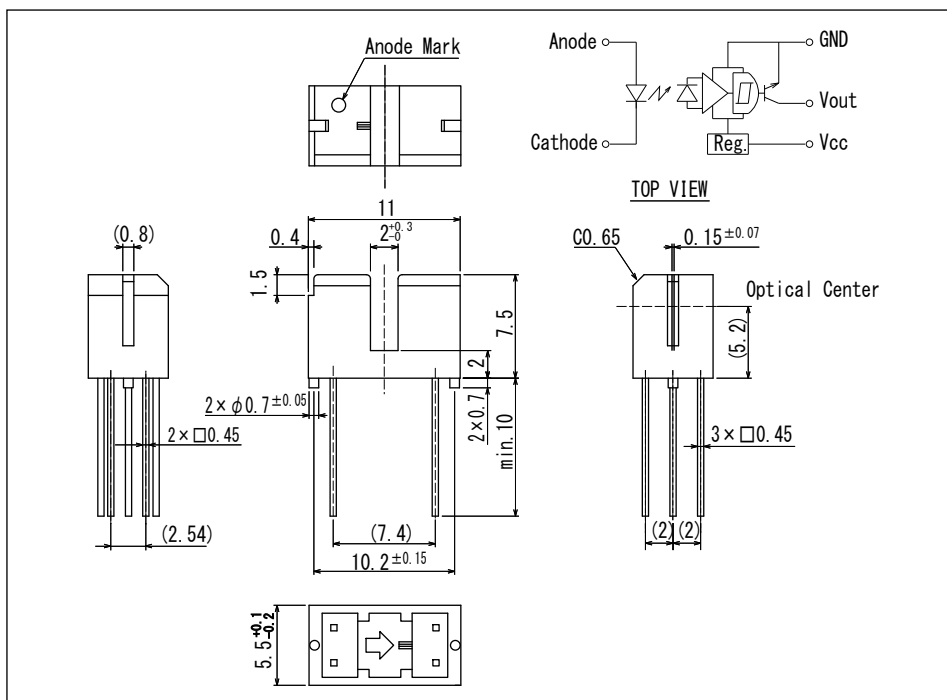 Anode Mark
Anode
GND
Vout
Cathode
Reg.
Vcc
TOP VIEW
11
(0.8)
0.4
2 +0.3 -0
C0.65
0.15±0.07
1.5
Optical Center
7.5
(5.2)
2
2×φ0.7±0.05
2×0.7
2×□0.45
min.10
3×□0.45
(2.54)
(7.4)
(2)
(2)
10.2±0.15
5.5 +0.1 -0.2